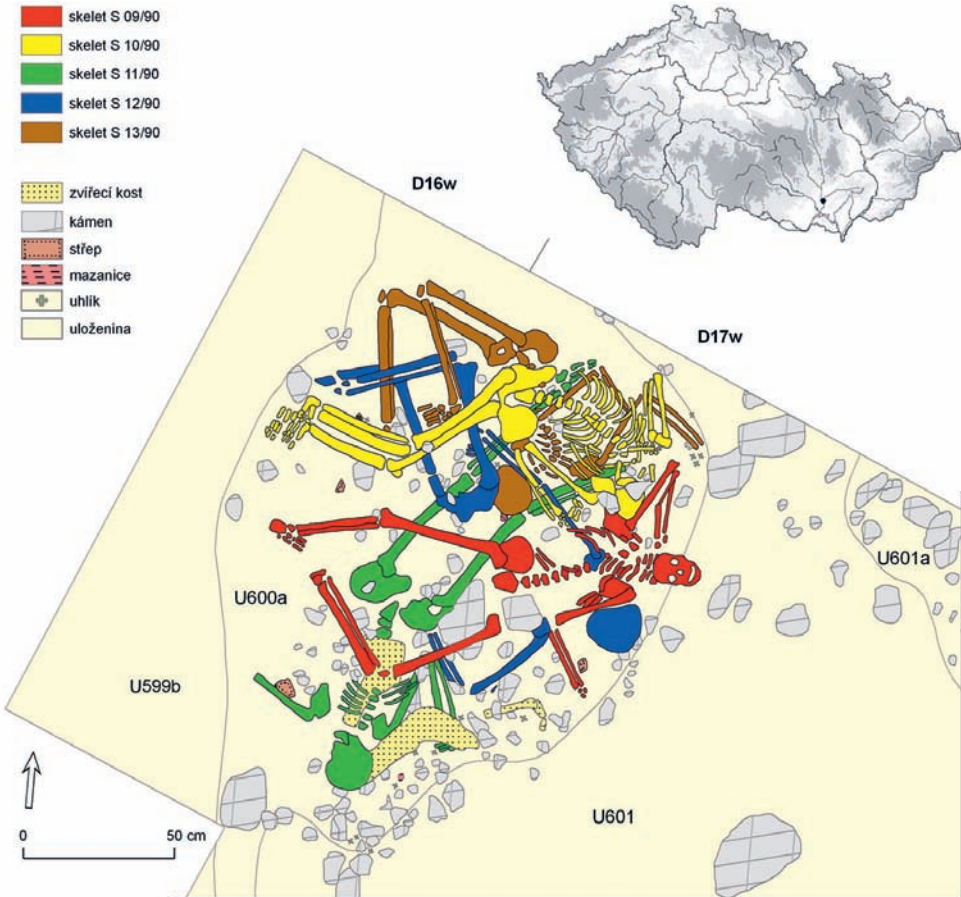 skelet S 09/90
skelet S 10/90
skelet S 11/90
skelet S 12/90
skelet S 13/90
zvířecí kost
kámen
střep
mazanice
uhlík
uloženina
D16w
D17w
U601a
U600a
U599b
U601
0 50 cm